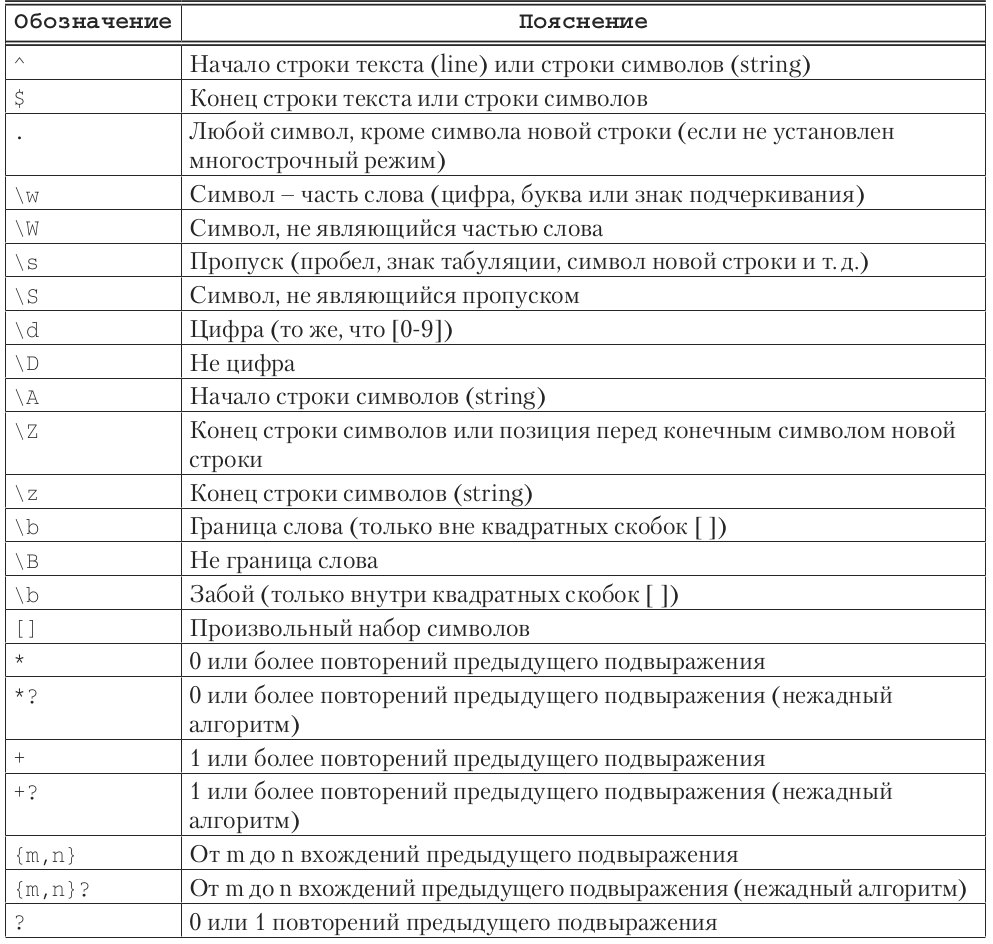 Обозначение Пояснение
^ Начало строки текста (line) или строки символов (string)
$ Конец строки текста или строки символов
. Любой символ, кроме символа новой строки (если не установлен
многострочный режим)
\w Символ – часть слова (цифра, буква или знак подчеркивания)
\W Символ, не являющийся частью слова
\s Пропуск (пробел, знак табуляции, символ новой строки и т. д.)
\S Символ, не являющийся пропуском
\d Цифра (то же, что [0-9])
\D Не цифра
\A Начало строки символов (string)
\Z Конец строки символов или позиция перед конечным символом новой
строки
\z Конец строки символов (string)
\b Граница слова (только вне квадратных скобок [ ])
\B Не граница слова
\b Забой (только внутри квадратных скобок [ ])
[] Произвольный набор символов
* 0 или более повторений предыдущего подвыражения
*? 0 или более повторений предыдущего подвыражения (нежадный
алгоритм)
+ 1 или более повторений предыдущего подвыражения
+? 1 или более повторений предыдущего подвыражения (нежадный
алгоритм)
{m,n} От m до n вхождений предыдущего подвыражения
{m,n}? От m до n вхождений предыдущего подвыражения (нежадный алгоритм)
? 0 или 1 повторений предыдущего подвыражения